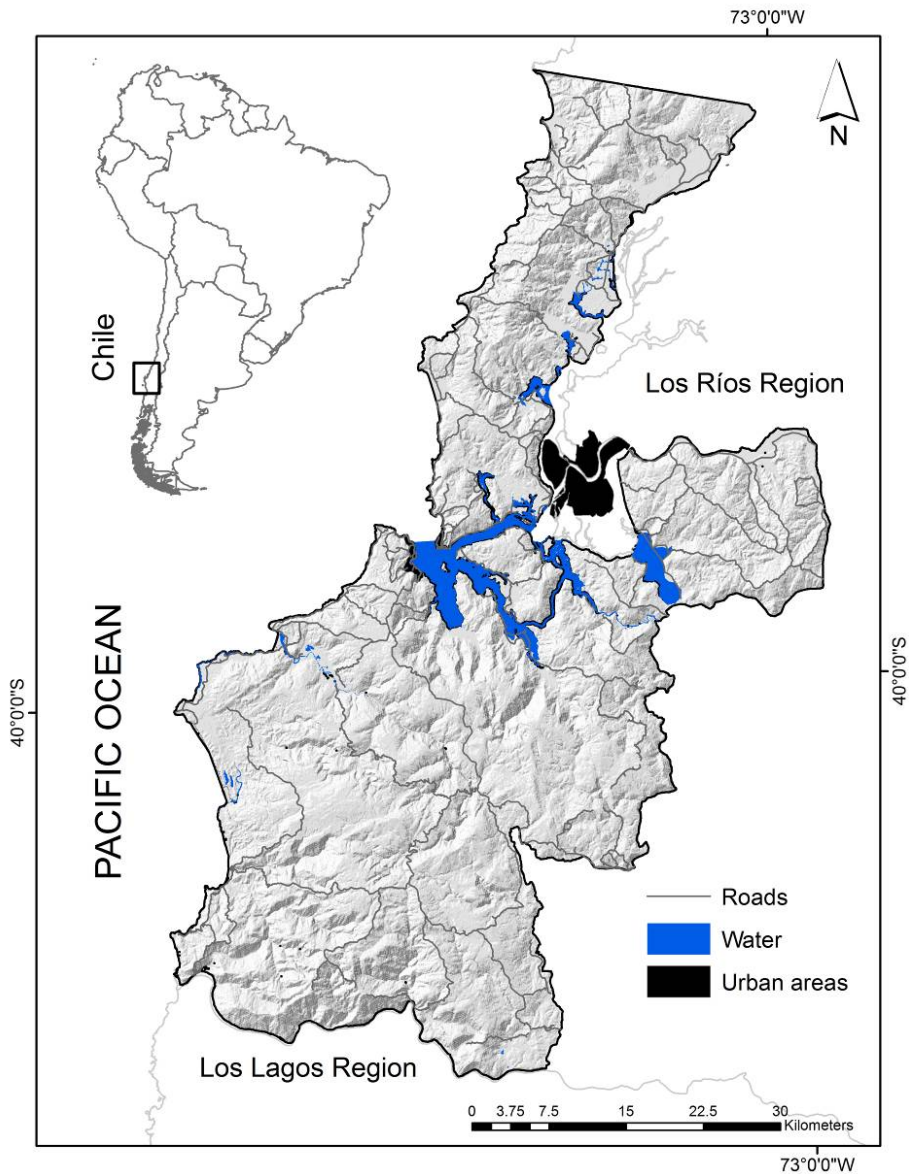 73°0'0"W
N
Chile
Los Ríos Region
PACIFIC OCEAN
40°0'0"S
40°0'0"S
Roads
Water
Urban areas
Los Lagos Region
0 3.75 7.5 15 22.5 30
Kilometers
73°0'0"W